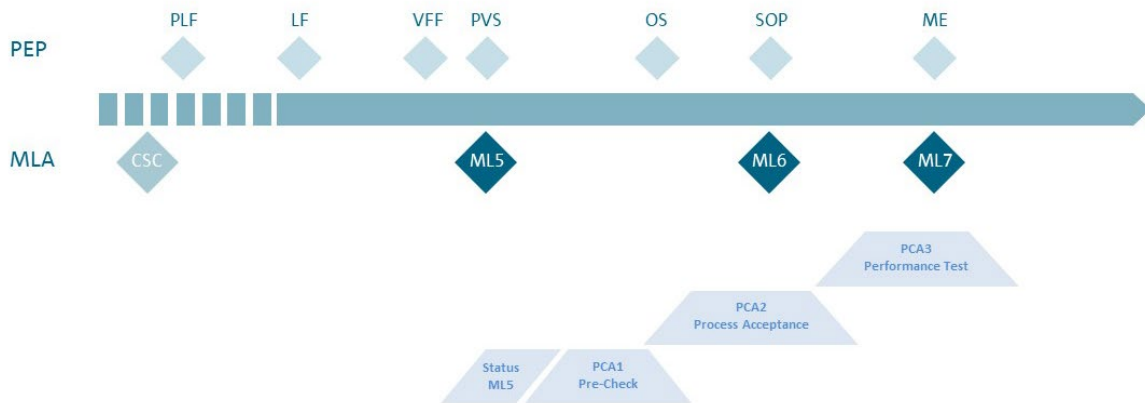 PLF LF VFF PVS OS SOP ME
PEP
MLA
CSC ML5 ML6 ML7
PCA3
Performance Test
PCA2
Process Acceptance
Status PCA1
ML5 Pre-Check